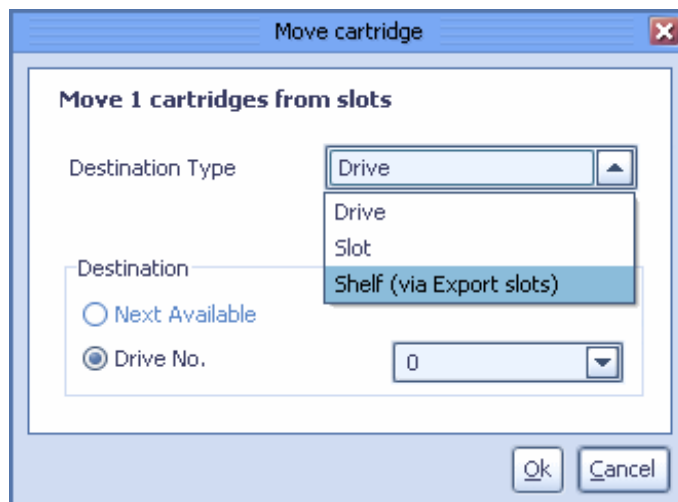 Move cartridge
Move 1 cartridges from slots
Destination Type
Drive
Drive
Slot
Shelf (via Export slots)
Destination
Next Available
Drive No.
0
Ok
Cancel